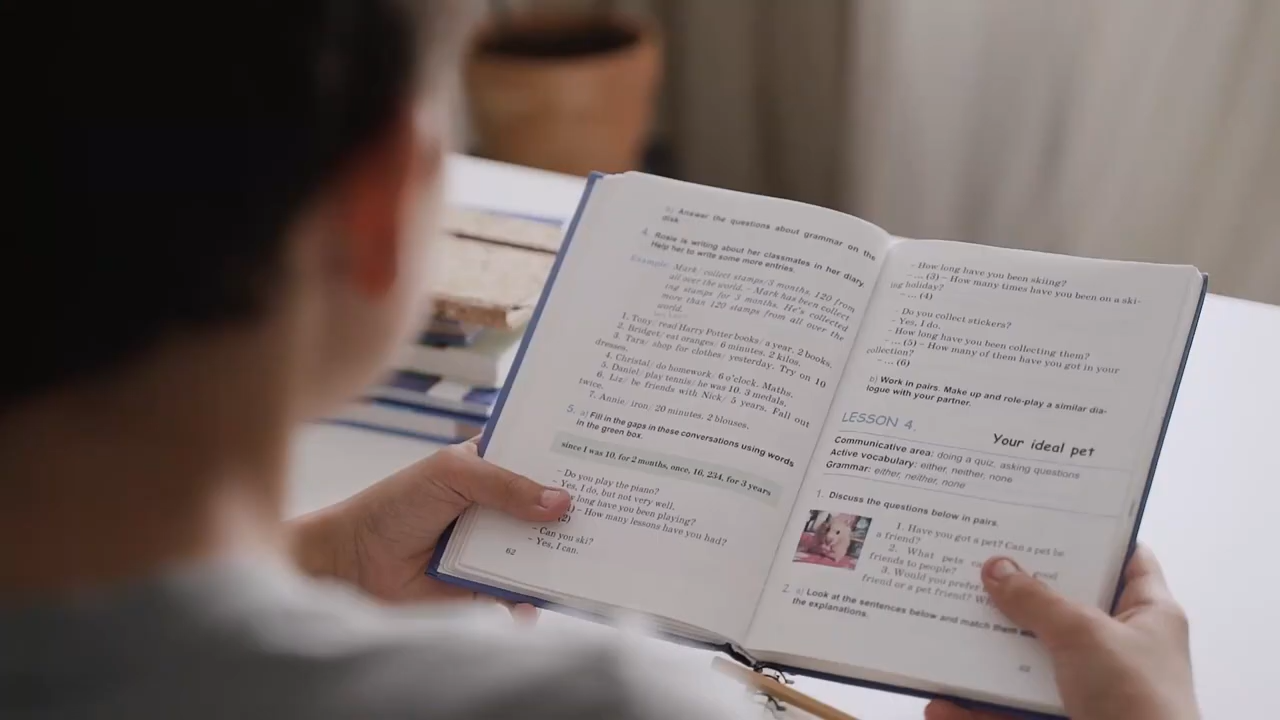 b) Answer the questions about grammar on the
disk.
4. Rosie is writing about her classmates in her diary.
Help her to write some more entries.
Example: Mark/ collect stamps/3 months, 120 from
all over the world. – Mark has been collect
ing stamps for 3 months. He's collected
more than 120 stamps from all over the
world.
1. Tony/ read Harry Potter books/ a year, 2 books.
2. Bridget/ eat oranges/ 6 minutes, 2 kilos.
3. Tara/ shop for clothes/ yesterday. Try on 10
dresses.
4. Christal/ do homework/ 6 o'clock. Maths.
5. Daniel/ play tennis/ he was 10, 3 medals.
6. Liz/ be friends with Nick/ 5 years. Fall out
twice.
7. Annie/ iron/ 20 minutes, 2 blouses.
5. a) Fill in the gaps in these conversations using words
in the green box.
since I was 10, for 2 months, once, 16, 234, for 3 years
– Do you play the piano?
– Yes, I do, but not very well.
long have you been playing?
(2) – How many lessons have you had?
– Can you ski?
– Yes, I can.
62
– How long have you been skiing?
– ... (3) – How many times have you been on a ski-
ing holiday?
– ... (4)
– Do you collect stickers?
– Yes, I do.
– How long have you been collecting them?
– ... (5) – How many of them have you got in your
collection?
– ... (6)
b) Work in pairs. Make up and role-play a similar dia-
logue with your partner.
LESSON 4.
Your ideal pet
Communicative area: doing a quiz, asking questions
Active vocabulary: either, neither, none
Grammar: either, neither, none
1. Discuss the questions below in pairs.
1. Have you got a pet? Can a pet be
a friend?
2. What pets good
friends to people?
3. Would you prefer
friend or a pet friend?
2. a) Look at the sentences below and match them
the explanations.